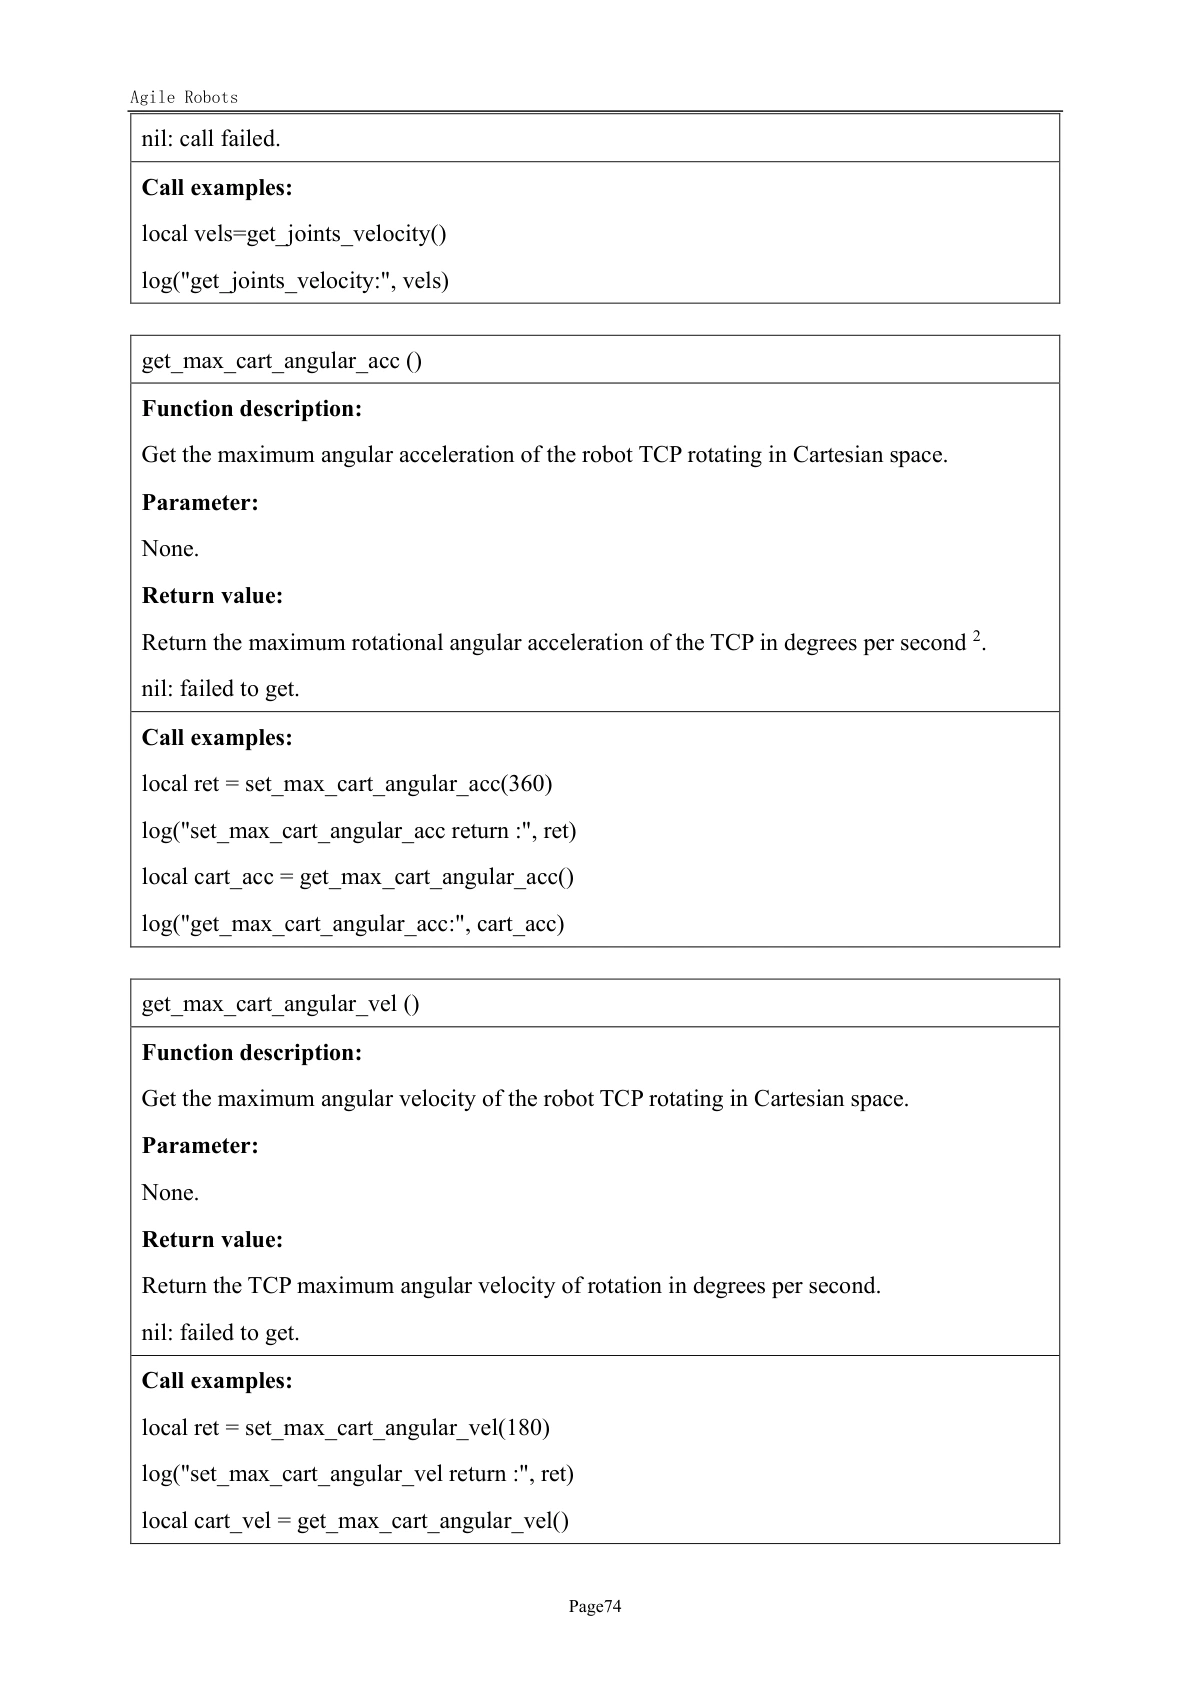 Agile Robots
nil: call failed.
Call examples:
local vels=get_joints_velocity()
log("get_joints_velocity:", vels)
get_max_cart_angular_acc ()
Function description:
Get the maximum angular acceleration of the robot TCP rotating in Cartesian space.
Parameter:
None.
Return value:
Return the maximum rotational angular acceleration of the TCP in degrees per second ².
nil: failed to get.
Call examples:
local ret = set_max_cart_angular_acc(360)
log("set_max_cart_angular_acc return :", ret)
local cart_acc = get_max_cart_angular_acc()
log("get_max_cart_angular_acc:", cart_acc)
get_max_cart_angular_vel ()
Function description:
Get the maximum angular velocity of the robot TCP rotating in Cartesian space.
Parameter:
None.
Return value:
Return the TCP maximum angular velocity of rotation in degrees per second.
nil: failed to get.
Call examples:
local ret = set_max_cart_angular_vel(180)
log("set_max_cart_angular_vel return :", ret)
local cart_vel = get_max_cart_angular_vel()
Page74